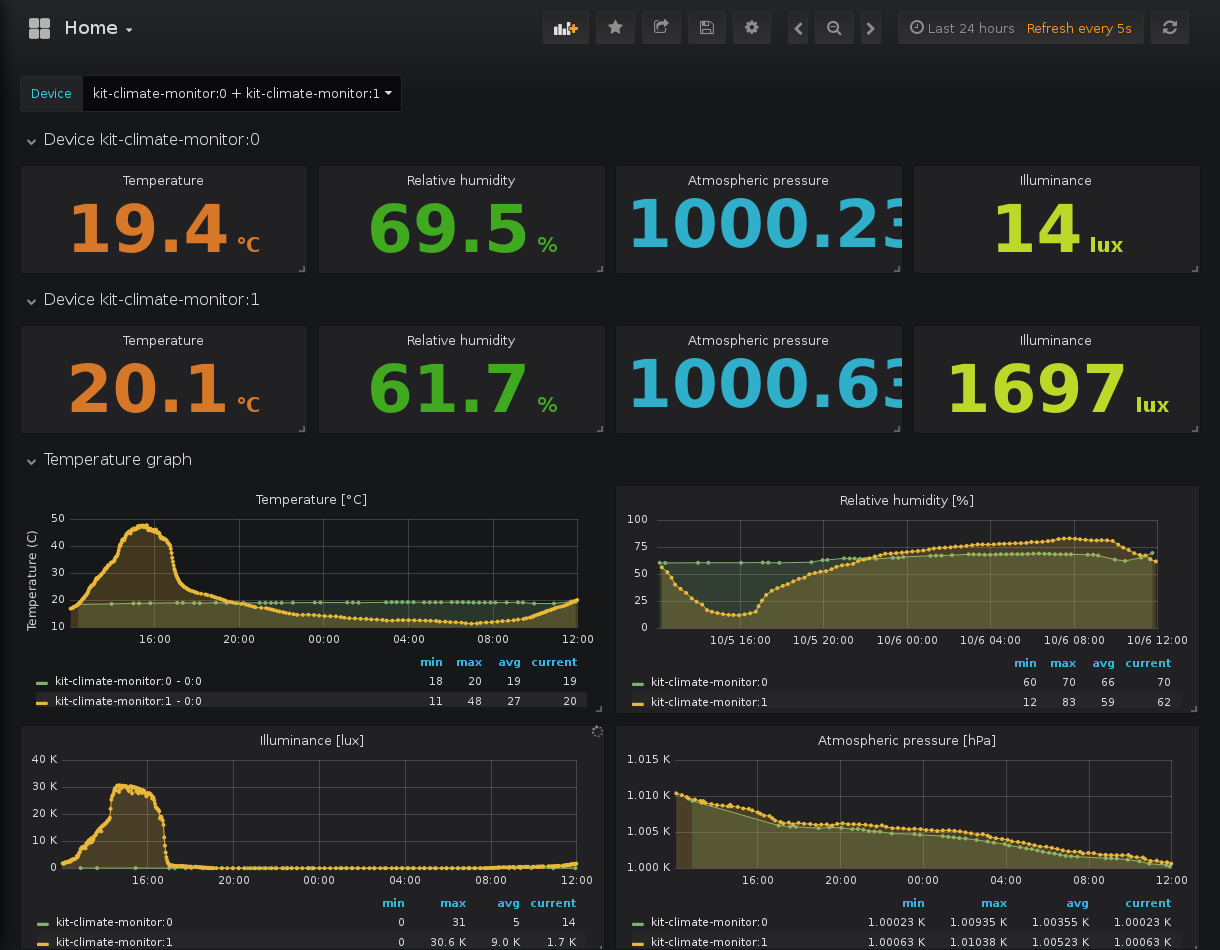 Home
Last 24 hours Refresh every 5s
Device kit-climate-monitor:0 + kit-climate-monitor:1
Device kit-climate-monitor:0
Temperature Relative humidity Atmospheric pressure Illuminance
19.4 °C 69.5 % 1000.23 14 lux
Device kit-climate-monitor:1
Temperature Relative humidity Atmospheric pressure Illuminance
20.1 °C 61.7 % 1000.63 1697 lux
Temperature graph
Temperature [°C]
Temperature (C)
50
40
30
20
10
16:00 20:00 00:00 04:00 08:00 12:00
min max avg current
kit-climate-monitor:0 - 0:0 18 20 19 19
kit-climate-monitor:1 - 0:0 11 48 27 20
Relative humidity [%]
100
75
50
25
0
10/5 16:00 10/5 20:00 10/6 00:00 10/6 04:00 10/6 08:00 10/6 12:00
min max avg current
kit-climate-monitor:0 60 70 66 70
kit-climate-monitor:1 12 83 59 62
Illuminance [lux]
40 K
30 K
20 K
10 K
0
16:00 20:00 00:00 04:00 08:00 12:00
min max avg current
kit-climate-monitor:0 0 31 5 14
kit-climate-monitor:1 0 30.6 K 9.0 K 1.7 K
Atmospheric pressure [hPa]
1.015 K
1.010 K
1.005 K
1.000 K
16:00 20:00 00:00 04:00 08:00 12:00
min max avg current
kit-climate-monitor:0 1.00023 K 1.00935 K 1.00355 K 1.00023 K
kit-climate-monitor:1 1.00063 K 1.01038 K 1.00523 K 1.00063 K